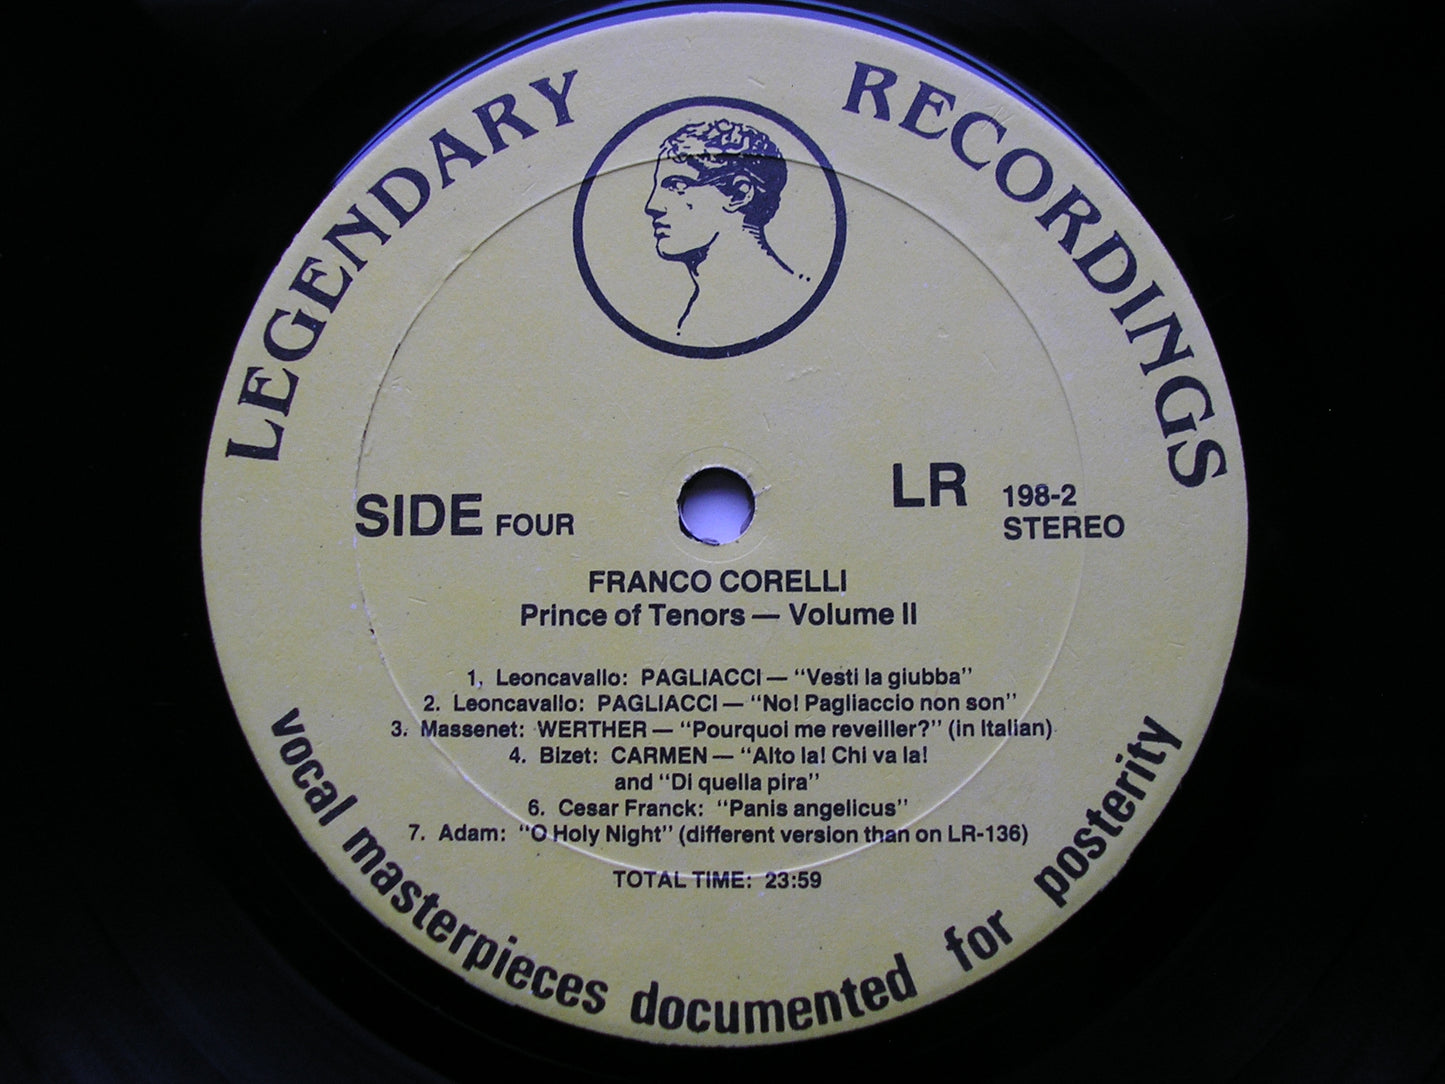 LEGENDARY RECORDINGS
SIDE FOUR
LR 198-2
STEREO
FRANCO CORELLI
Prince of Tenors — Volume II
1, Leoncavallo: PAGLIACCI — "Vesti la giubba"
2. Leoncavallo: PAGLIACCI — "No! Pagliaccio non son"
3. Massenet: WERTHER — "Pourquoi me reveiller?" (in Italian)
4. Bizet: CARMEN — "Alto la! Chi va la!
and "Di quella pira"
6. Cesar Franck: "Panis angelicus"
7. Adam: "O Holy Night" (different version than on LR-136)
TOTAL TIME: 23:59
vocal masterpieces documented for posterity